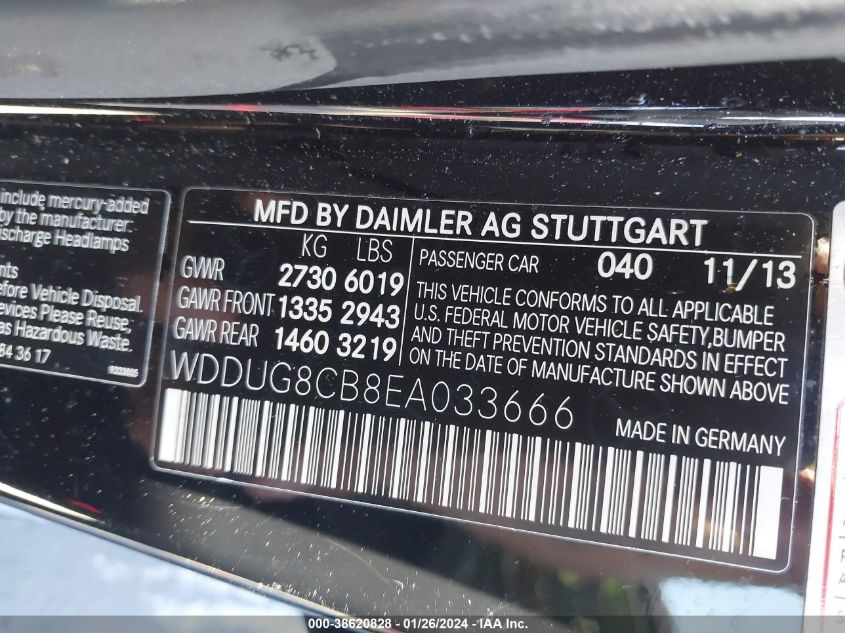 include mercury-added
by the manufacturer:
ischarge Headlamps
nts
efore Vehicle Disposal.
evices Please Reuse,
as Hazardous Waste.
84 36 17
MFD BY DAIMLER AG STUTTGART
KG LBS
GVWR 2730 6019
GAWR FRONT 1335 2943
GAWR REAR 1460 3219
PASSENGER CAR 040 11/13
THIS VEHICLE CONFORMS TO ALL APPLICABLE
U.S. FEDERAL MOTOR VEHICLE SAFETY, BUMPER
AND THEFT PREVENTION STANDARDS IN EFFECT
ON THE DATE OF MANUFACTURE SHOWN ABOVE
WDDUG8CB8EA033666
MADE IN GERMANY
000-38620828 - 01/26/2024 - IAA Inc.